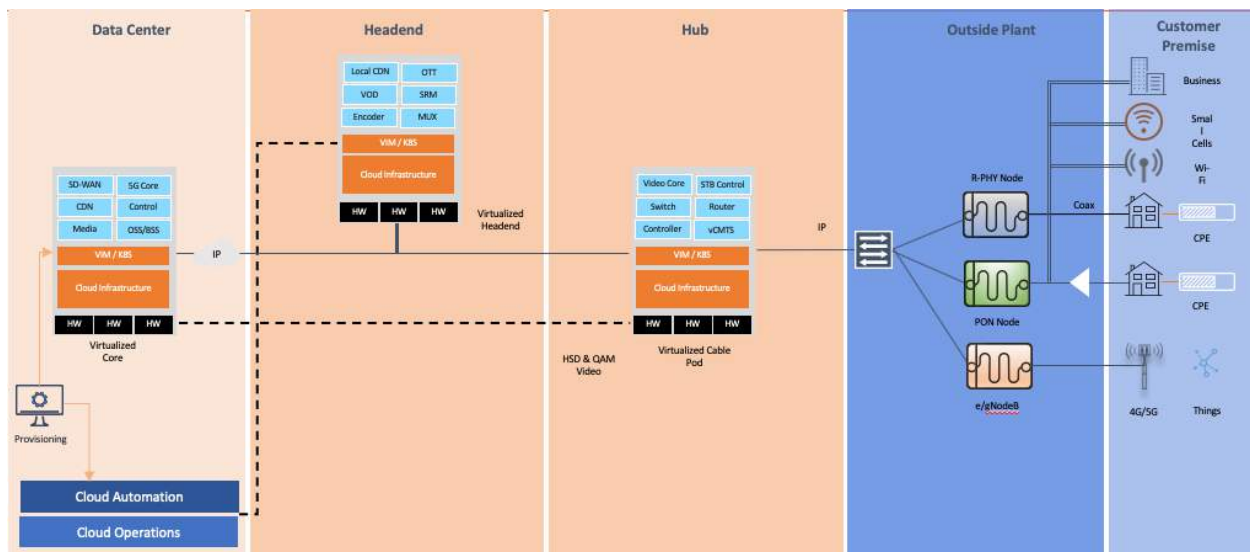 Data Center
Headend
Hub
Outside Plant
Customer
Premise
Local CDN
OTT
VOD
SRM
Encoder
MUX
VIM / K8S
Cloud Infrastructure
HW
HW
HW
Virtualized
Headend
SD-WAN
5G Core
CDN
Control
Media
OSS/BSS
VIM / K8S
Cloud Infrastructure
HW
HW
HW
Virtualized
Core
IP
Provisioning
Cloud Automation
Cloud Operations
Video Core
STB Control
Switch
Router
Controller
vCMTS
VIM / K8S
Cloud Infrastructure
HW
HW
HW
HSD & QAM
Video
Virtualized Cable
Pod
IP
R-PHY Node
Coax
PON Node
e/gNodeB
Business
Smal
l
Cells
Wi-
Fi
CPE
CPE
4G/5G
Things